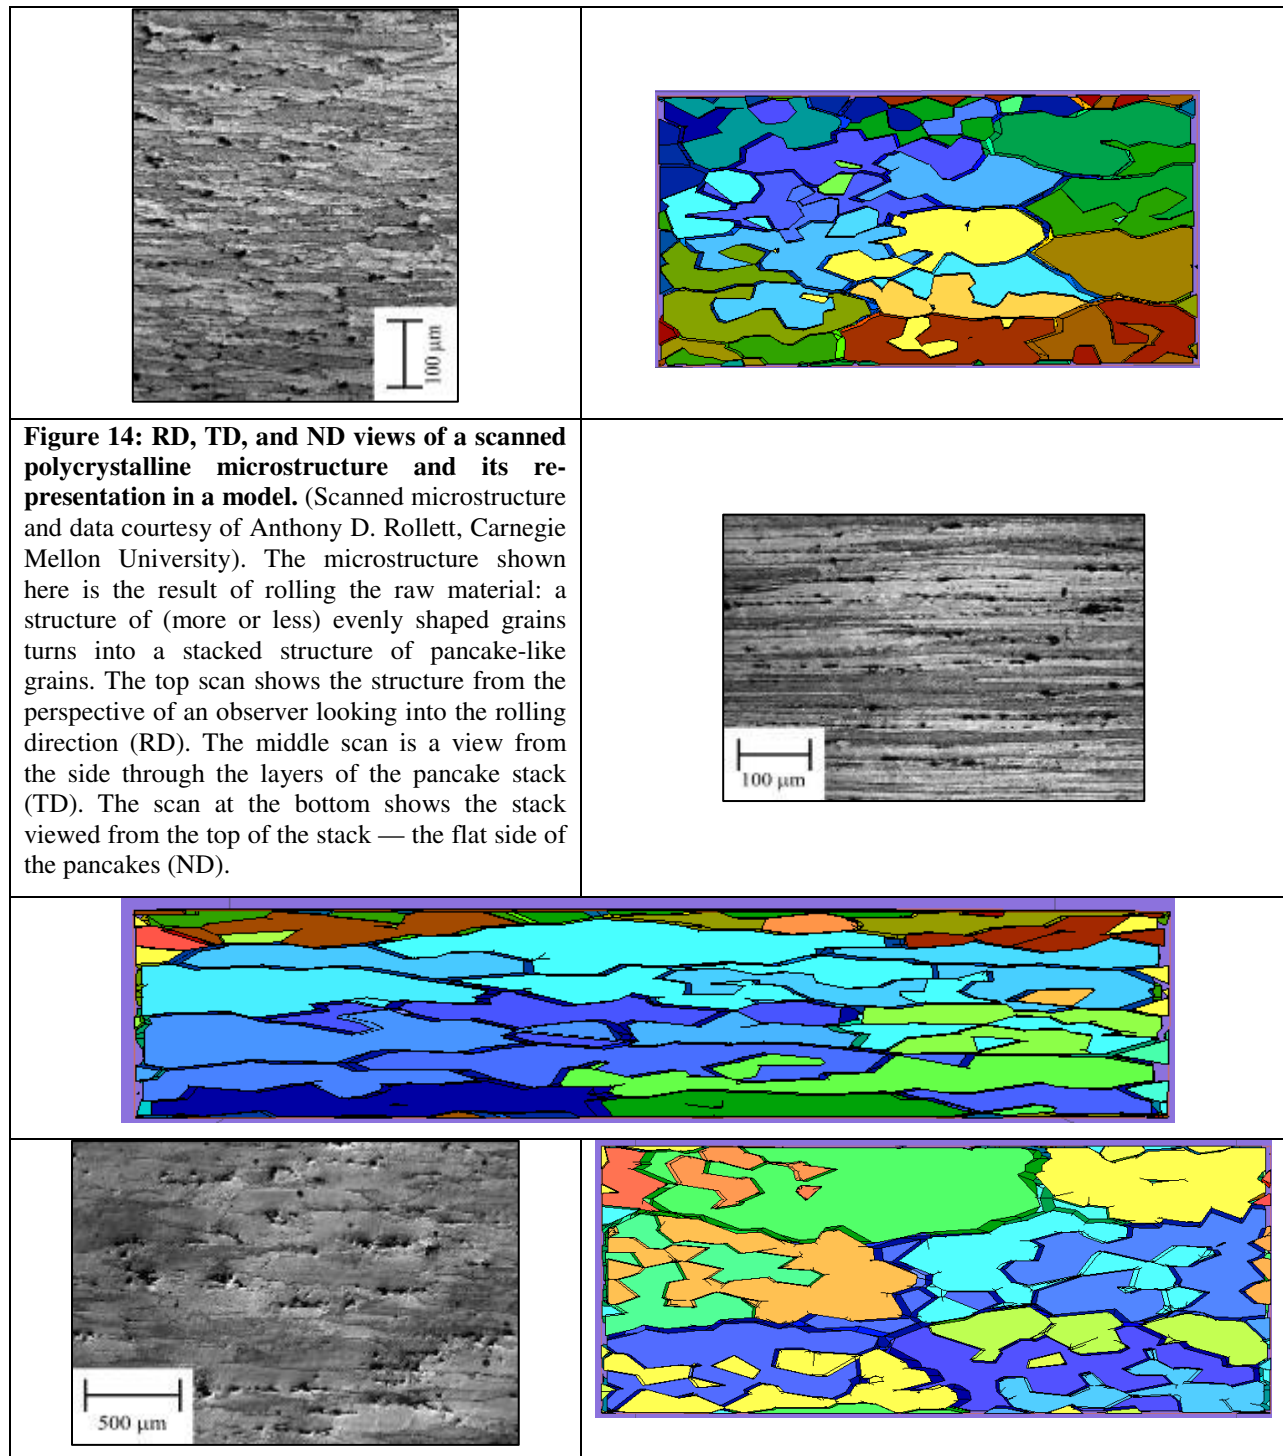 100 µm
Figure 14: RD, TD, and ND views of a scanned
polycrystalline microstructure and its re-
presentation in a model. (Scanned microstructure
and data courtesy of Anthony D. Rollett, Carnegie
Mellon University). The microstructure shown
here is the result of rolling the raw material: a
structure of (more or less) evenly shaped grains
turns into a stacked structure of pancake-like
grains. The top scan shows the structure from the
perspective of an observer looking into the rolling
direction (RD). The middle scan is a view from
the side through the layers of the pancake stack
(TD). The scan at the bottom shows the stack
viewed from the top of the stack — the flat side of
the pancakes (ND).
100 µm
500 µm